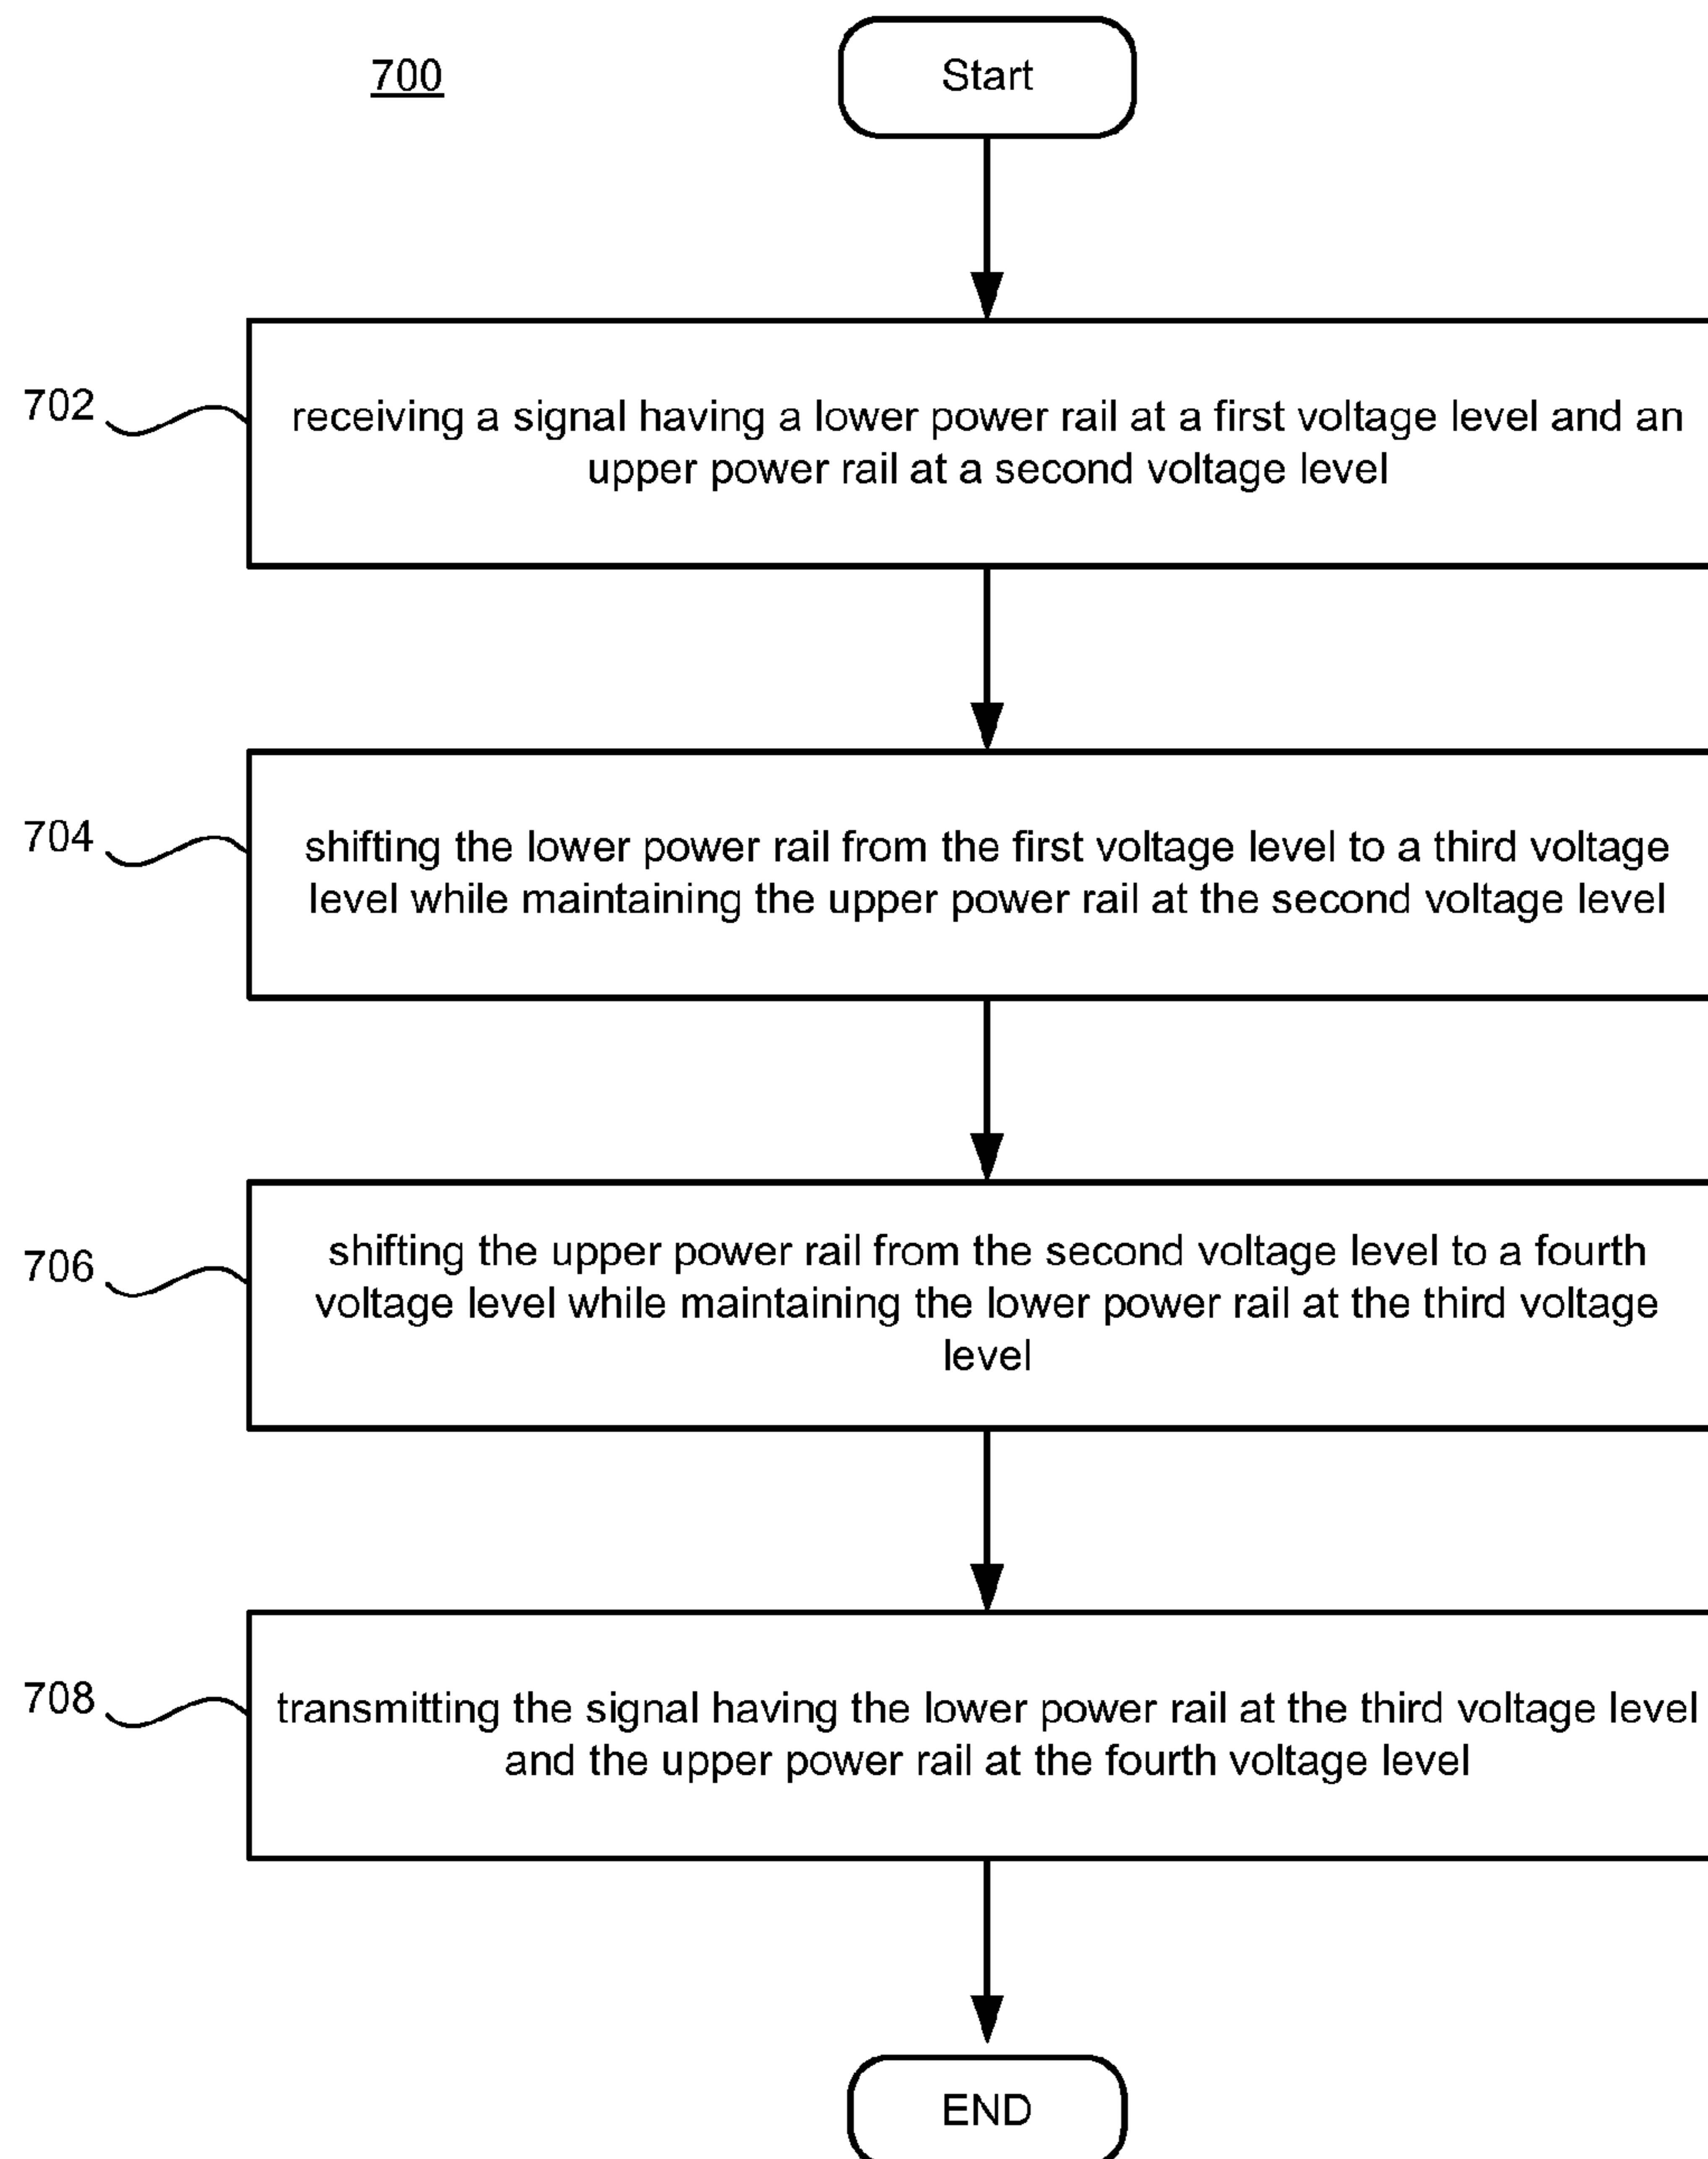 700
Start
702
receiving a signal having a lower power rail at a first voltage level and an
upper power rail at a second voltage level
704
shifting the lower power rail from the first voltage level to a third voltage
level while maintaining the upper power rail at the second voltage level
706
shifting the upper power rail from the second voltage level to a fourth
voltage level while maintaining the lower power rail at the third voltage
level
708
transmitting the signal having the lower power rail at the third voltage level
and the upper power rail at the fourth voltage level
END